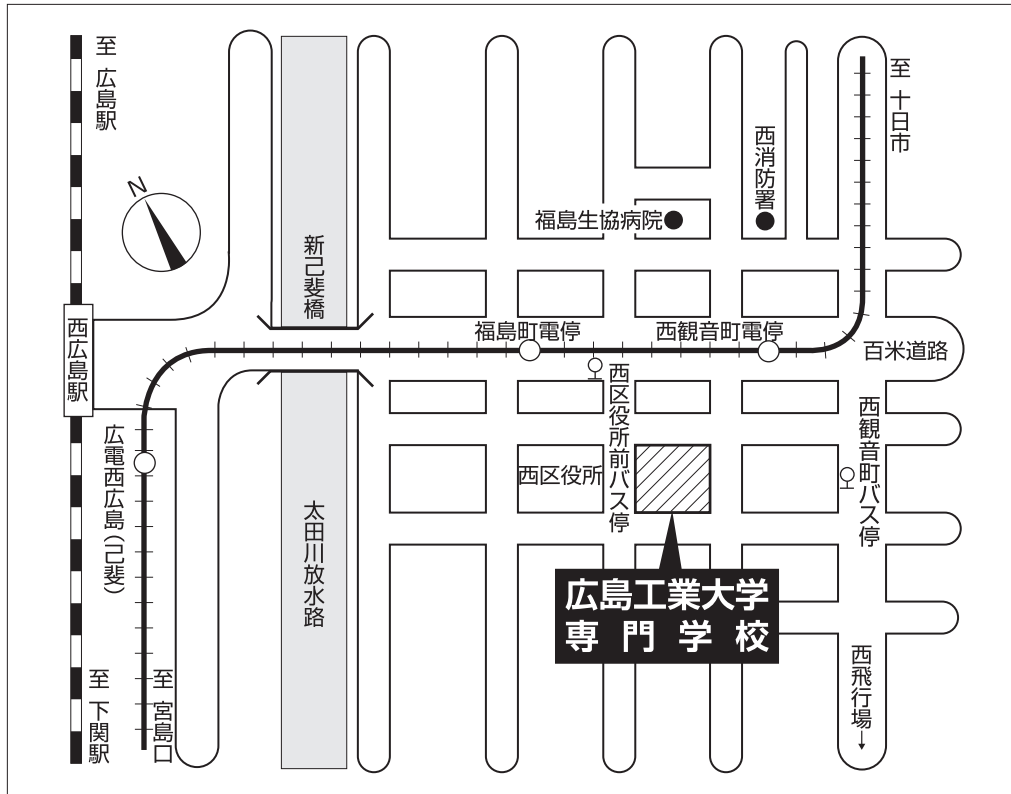 至 広島駅
N
西広島駅
広電西広島(己斐)
至 下関駅
至 宮島口
新己斐橋
太田川放水路
福島生協病院
西消防署
至 十日市
福島町電停
西観音町電停
百米道路
西区役所前バス停
西区役所
西観音町バス停
広島工業大学
専門学校
西飛行場→